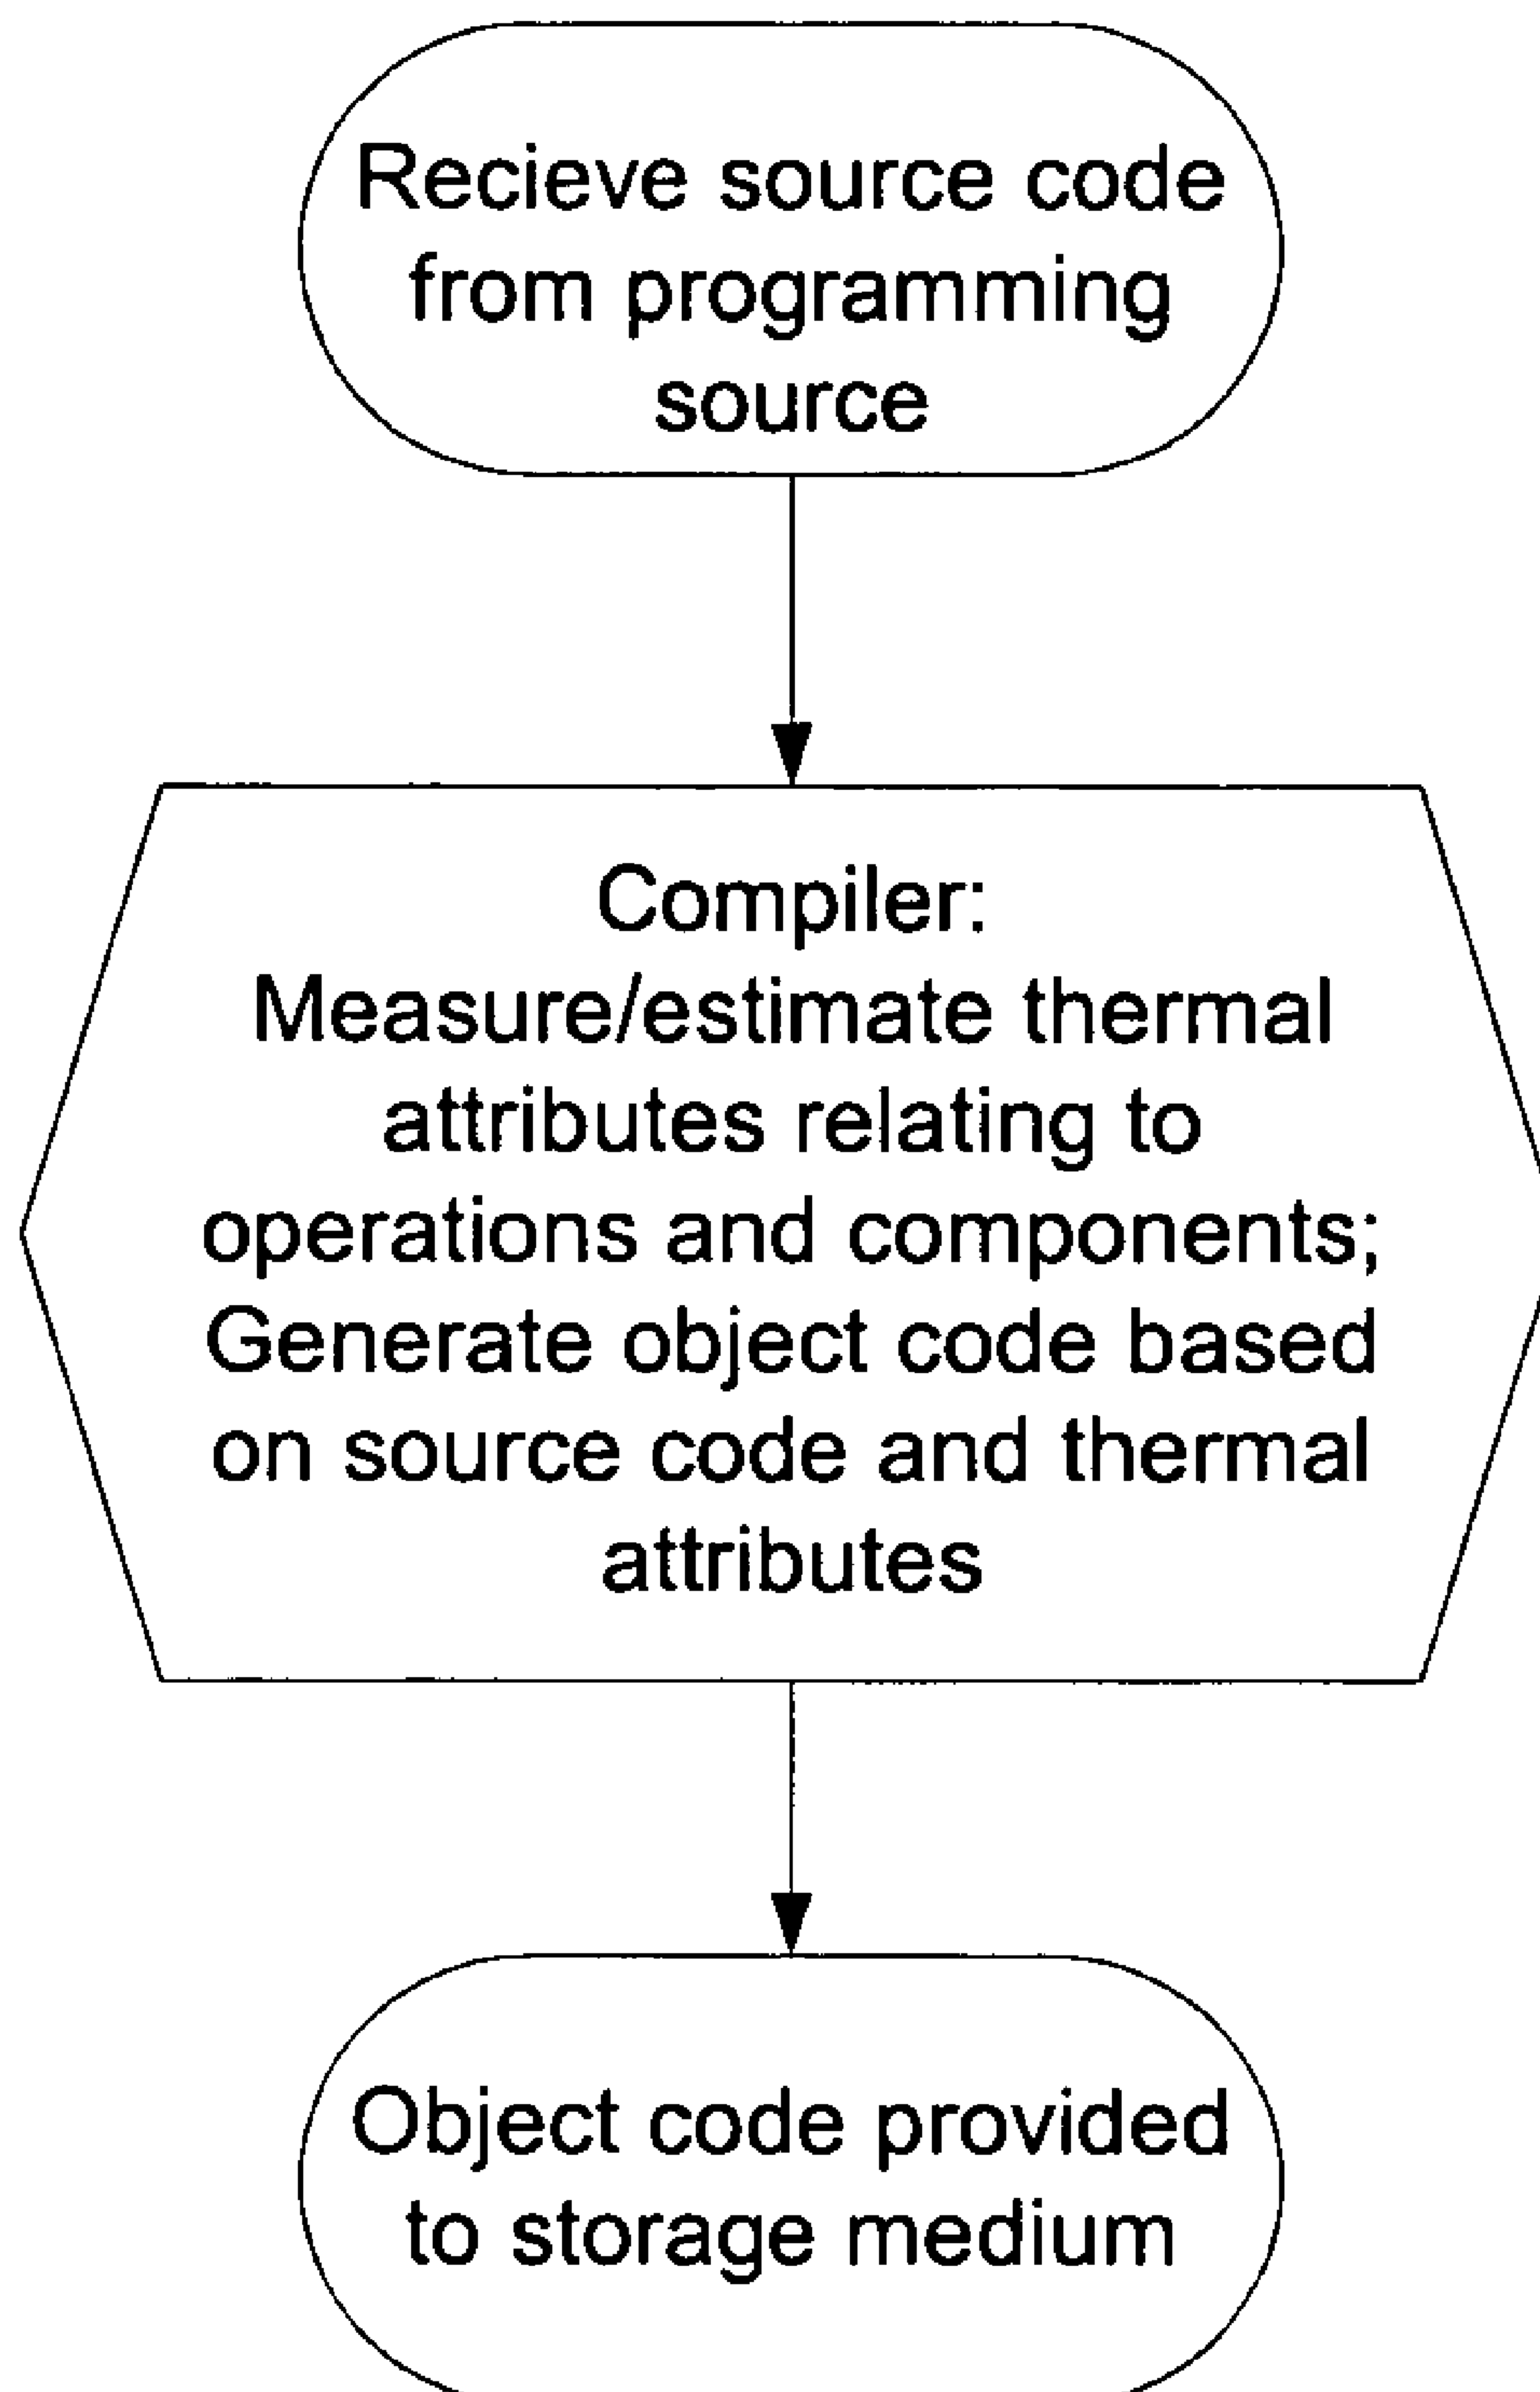 Recieve source code
from programming
source
Compiler:
Measure/estimate thermal
attributes relating to
operations and components;
Generate object code based
on source code and thermal
attributes
Object code provided
to storage medium